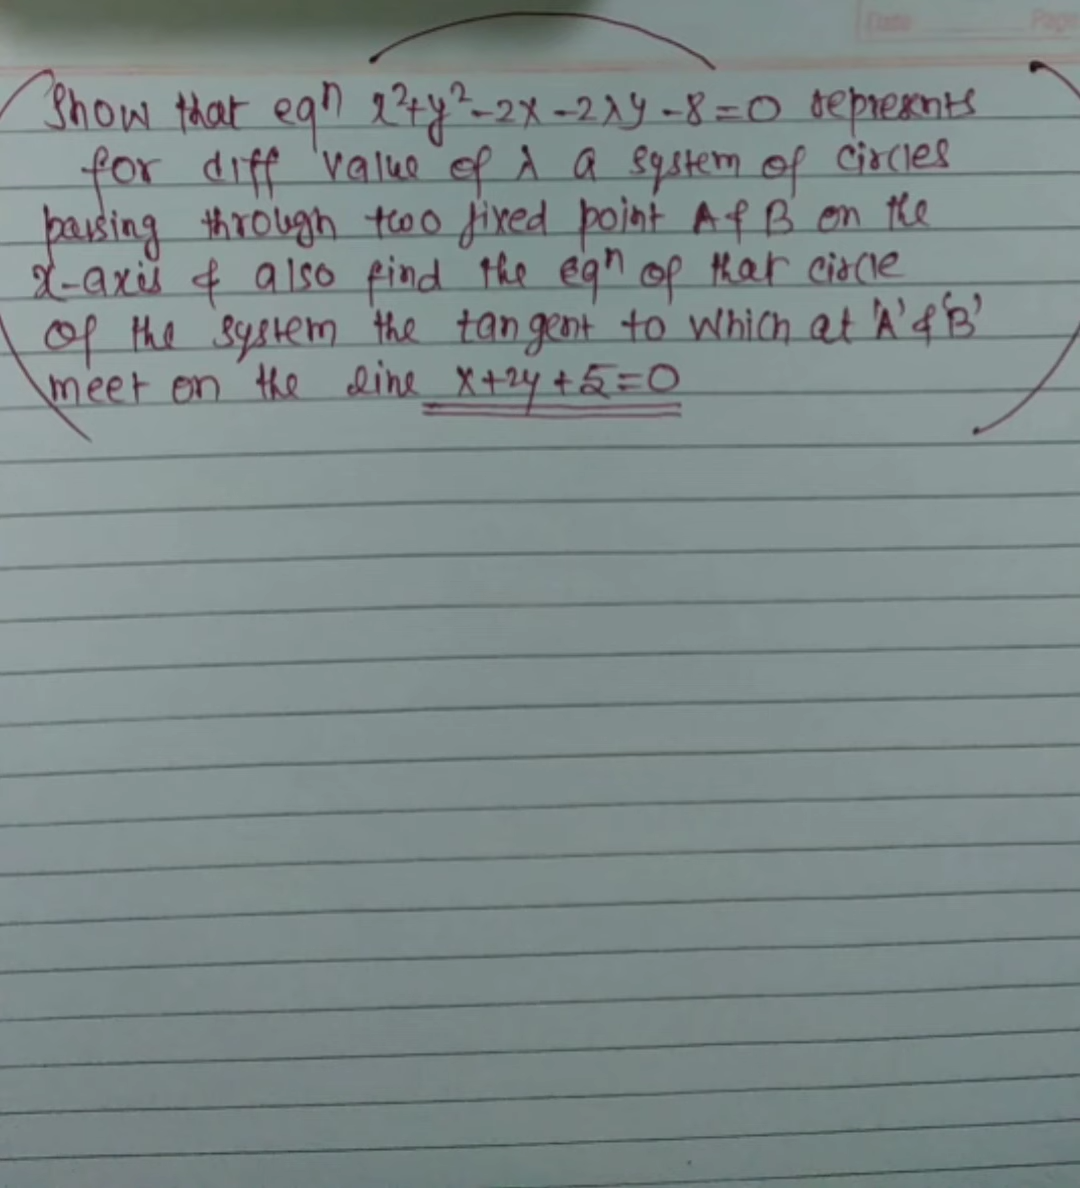 Date Page
Show that eqⁿ x²+y²-2x-2λy-8=0 represents
for diff value of λ a system of circles
passing through two fixed point A & B on the
x-axis & also find the eqⁿ of that circle
of the system the tangent to which at 'A' & 'B'
meet on the line x+2y+5=0